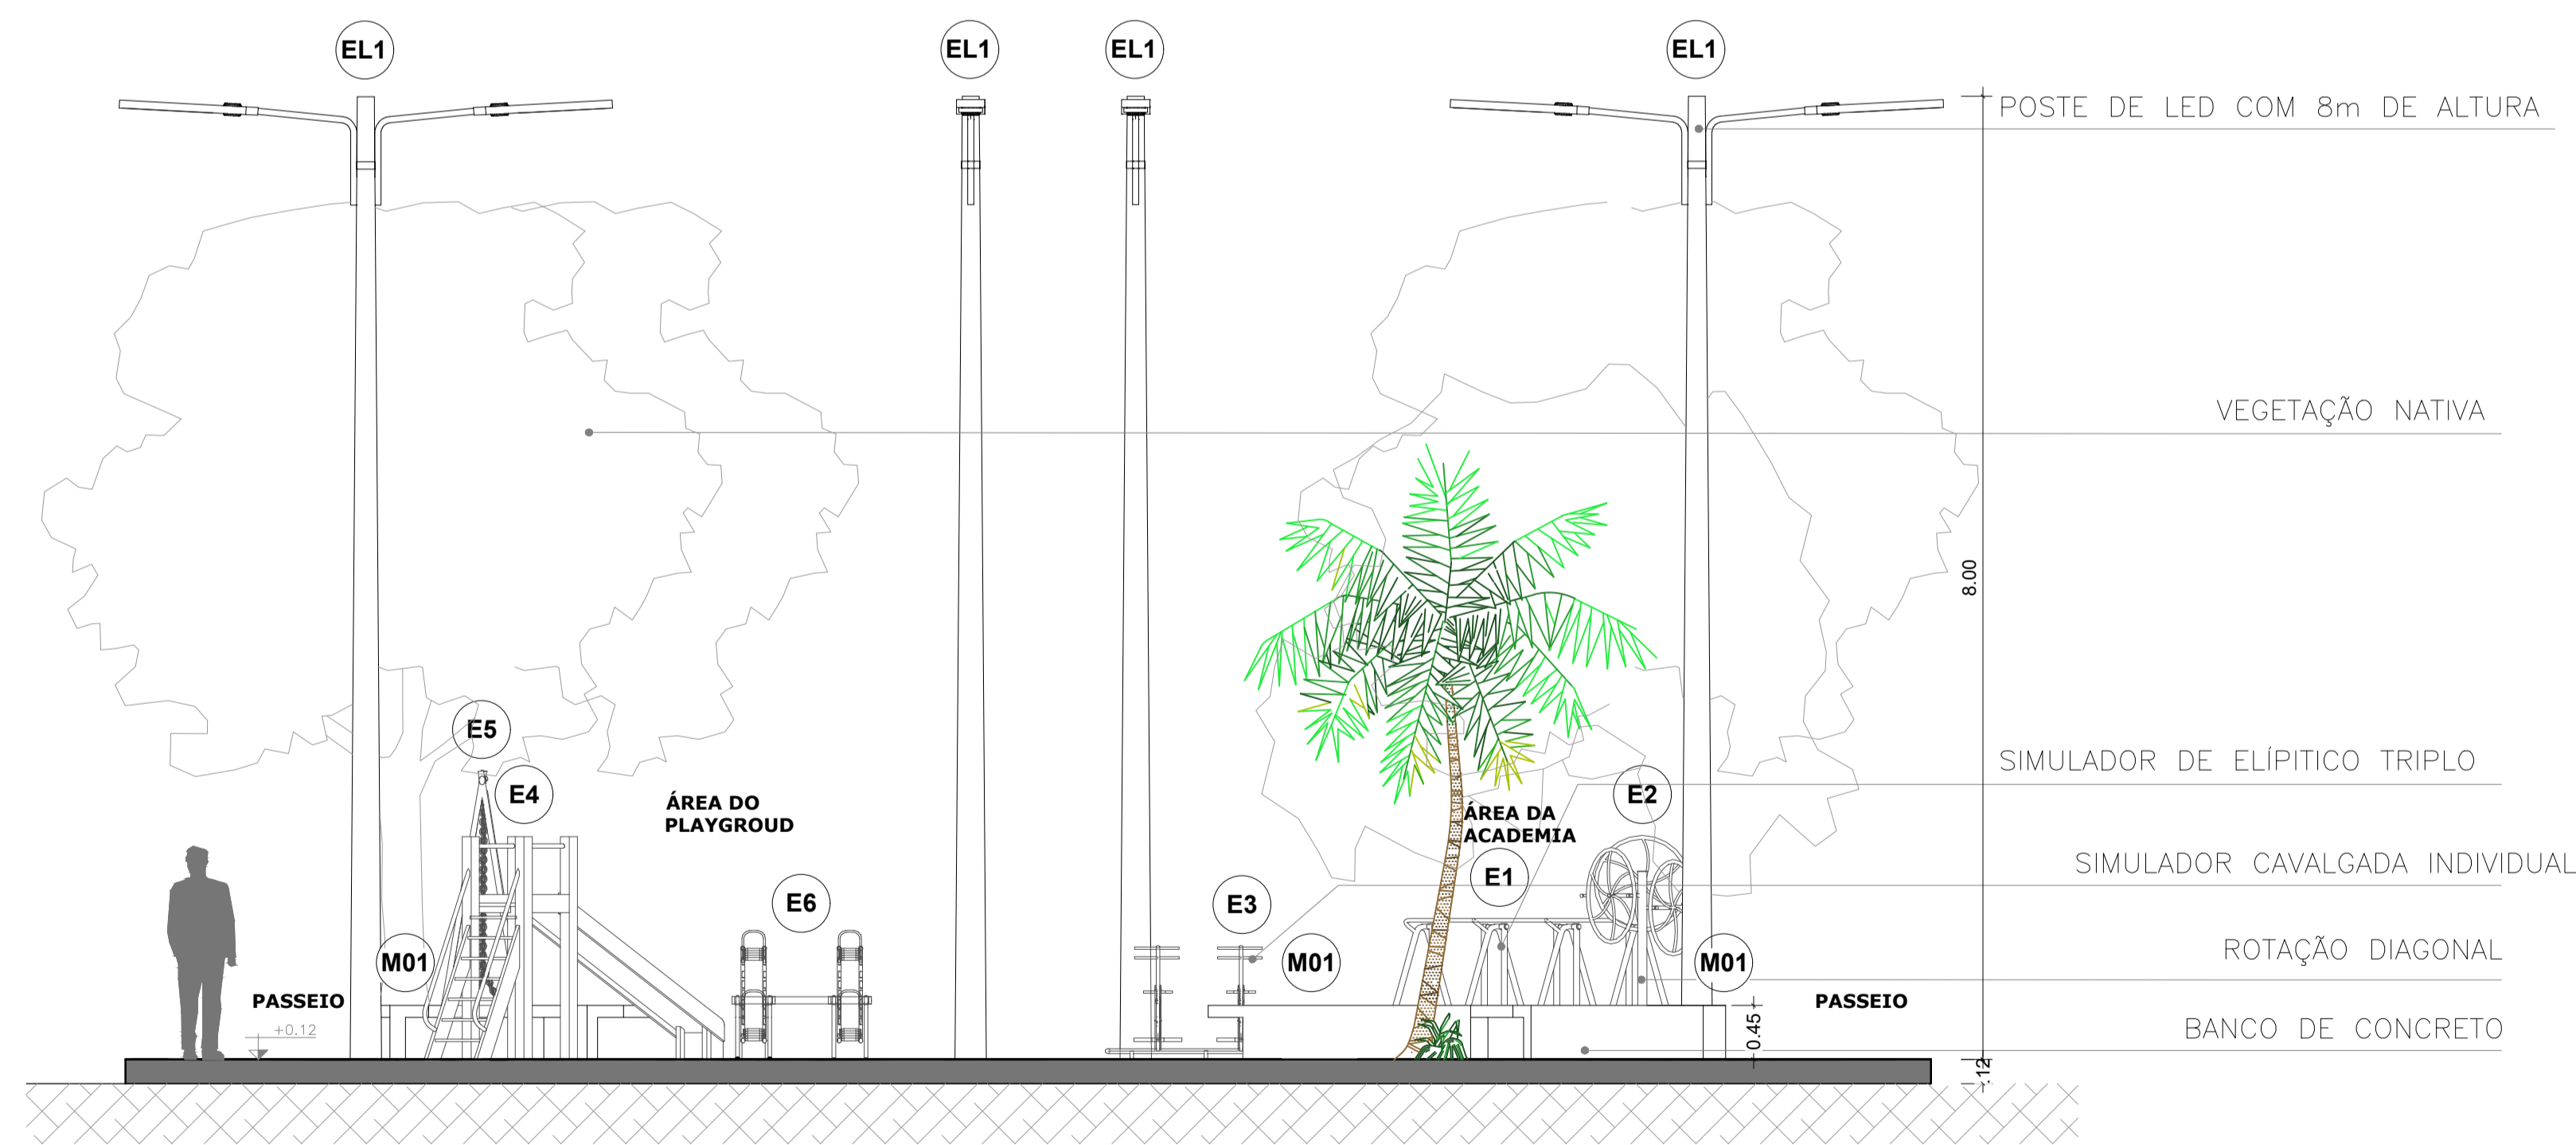 EL1
EL1
EL1
EL1
POSTE DE LED COM 8m DE ALTURA
VEGETAÇÃO NATIVA
8.00
E5
SIMULADOR DE ELÍPITICO TRIPLO
E4
E2
ÁREA DO
PLAYGROUD
ÁREA DA
ACADEMIA
SIMULADOR CAVALGADA INDIVIDUAL
E1
E6
E3
M01
M01
M01
ROTAÇÃO DIAGONAL
PASSEIO
PASSEIO
+0.12
0.45
BANCO DE CONCRETO
.12